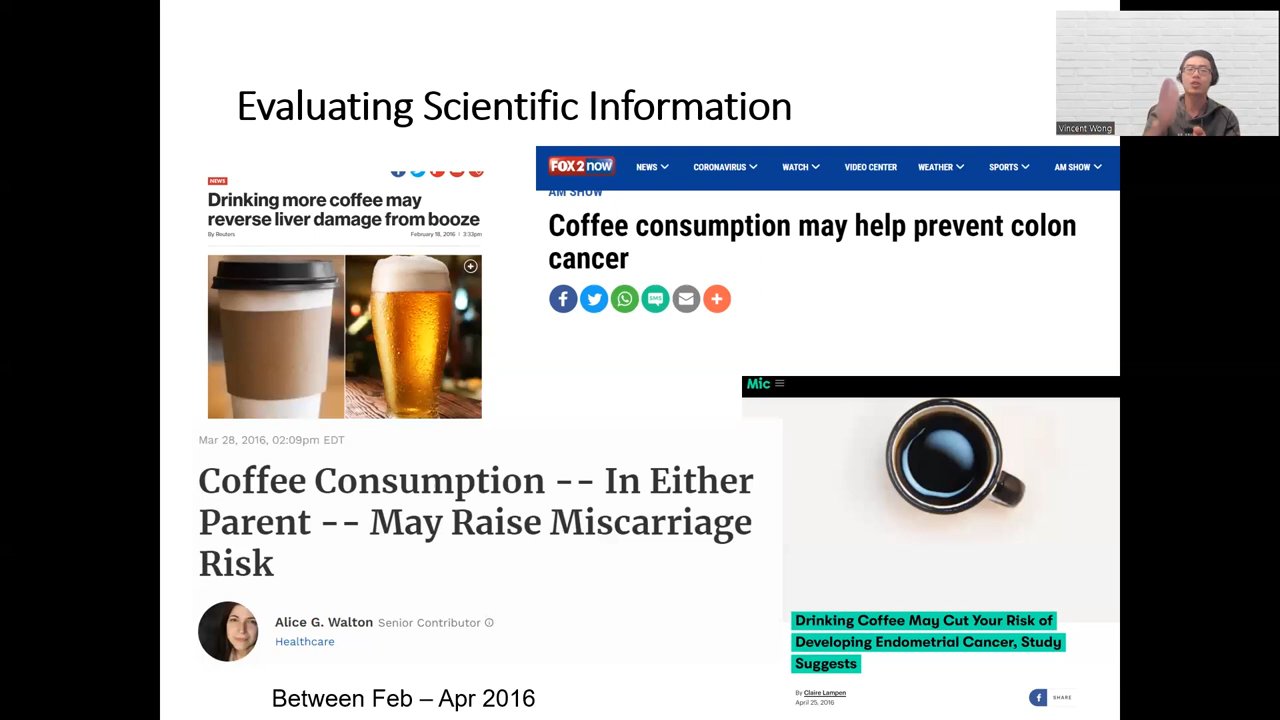 Evaluating Scientific Information
Vincent Wong
NEWS
Drinking more coffee may
reverse liver damage from booze
By Reuters
February 18, 2016 | 3:33pm
FOX 2 now
NEWS
CORONAVIRUS
WATCH
VIDEO CENTER
WEATHER
SPORTS
AM SHOW
AM SHOW
Coffee consumption may help prevent colon
cancer
SMS
Mar 28, 2016, 02:09pm EDT
Coffee Consumption -- In Either
Parent -- May Raise Miscarriage
Risk
Alice G. Walton Senior Contributor
Healthcare
Mic
Drinking Coffee May Cut Your Risk of
Developing Endometrial Cancer, Study
Suggests
By Claire Lampen
April 25, 2016
SHARE
Between Feb – Apr 2016